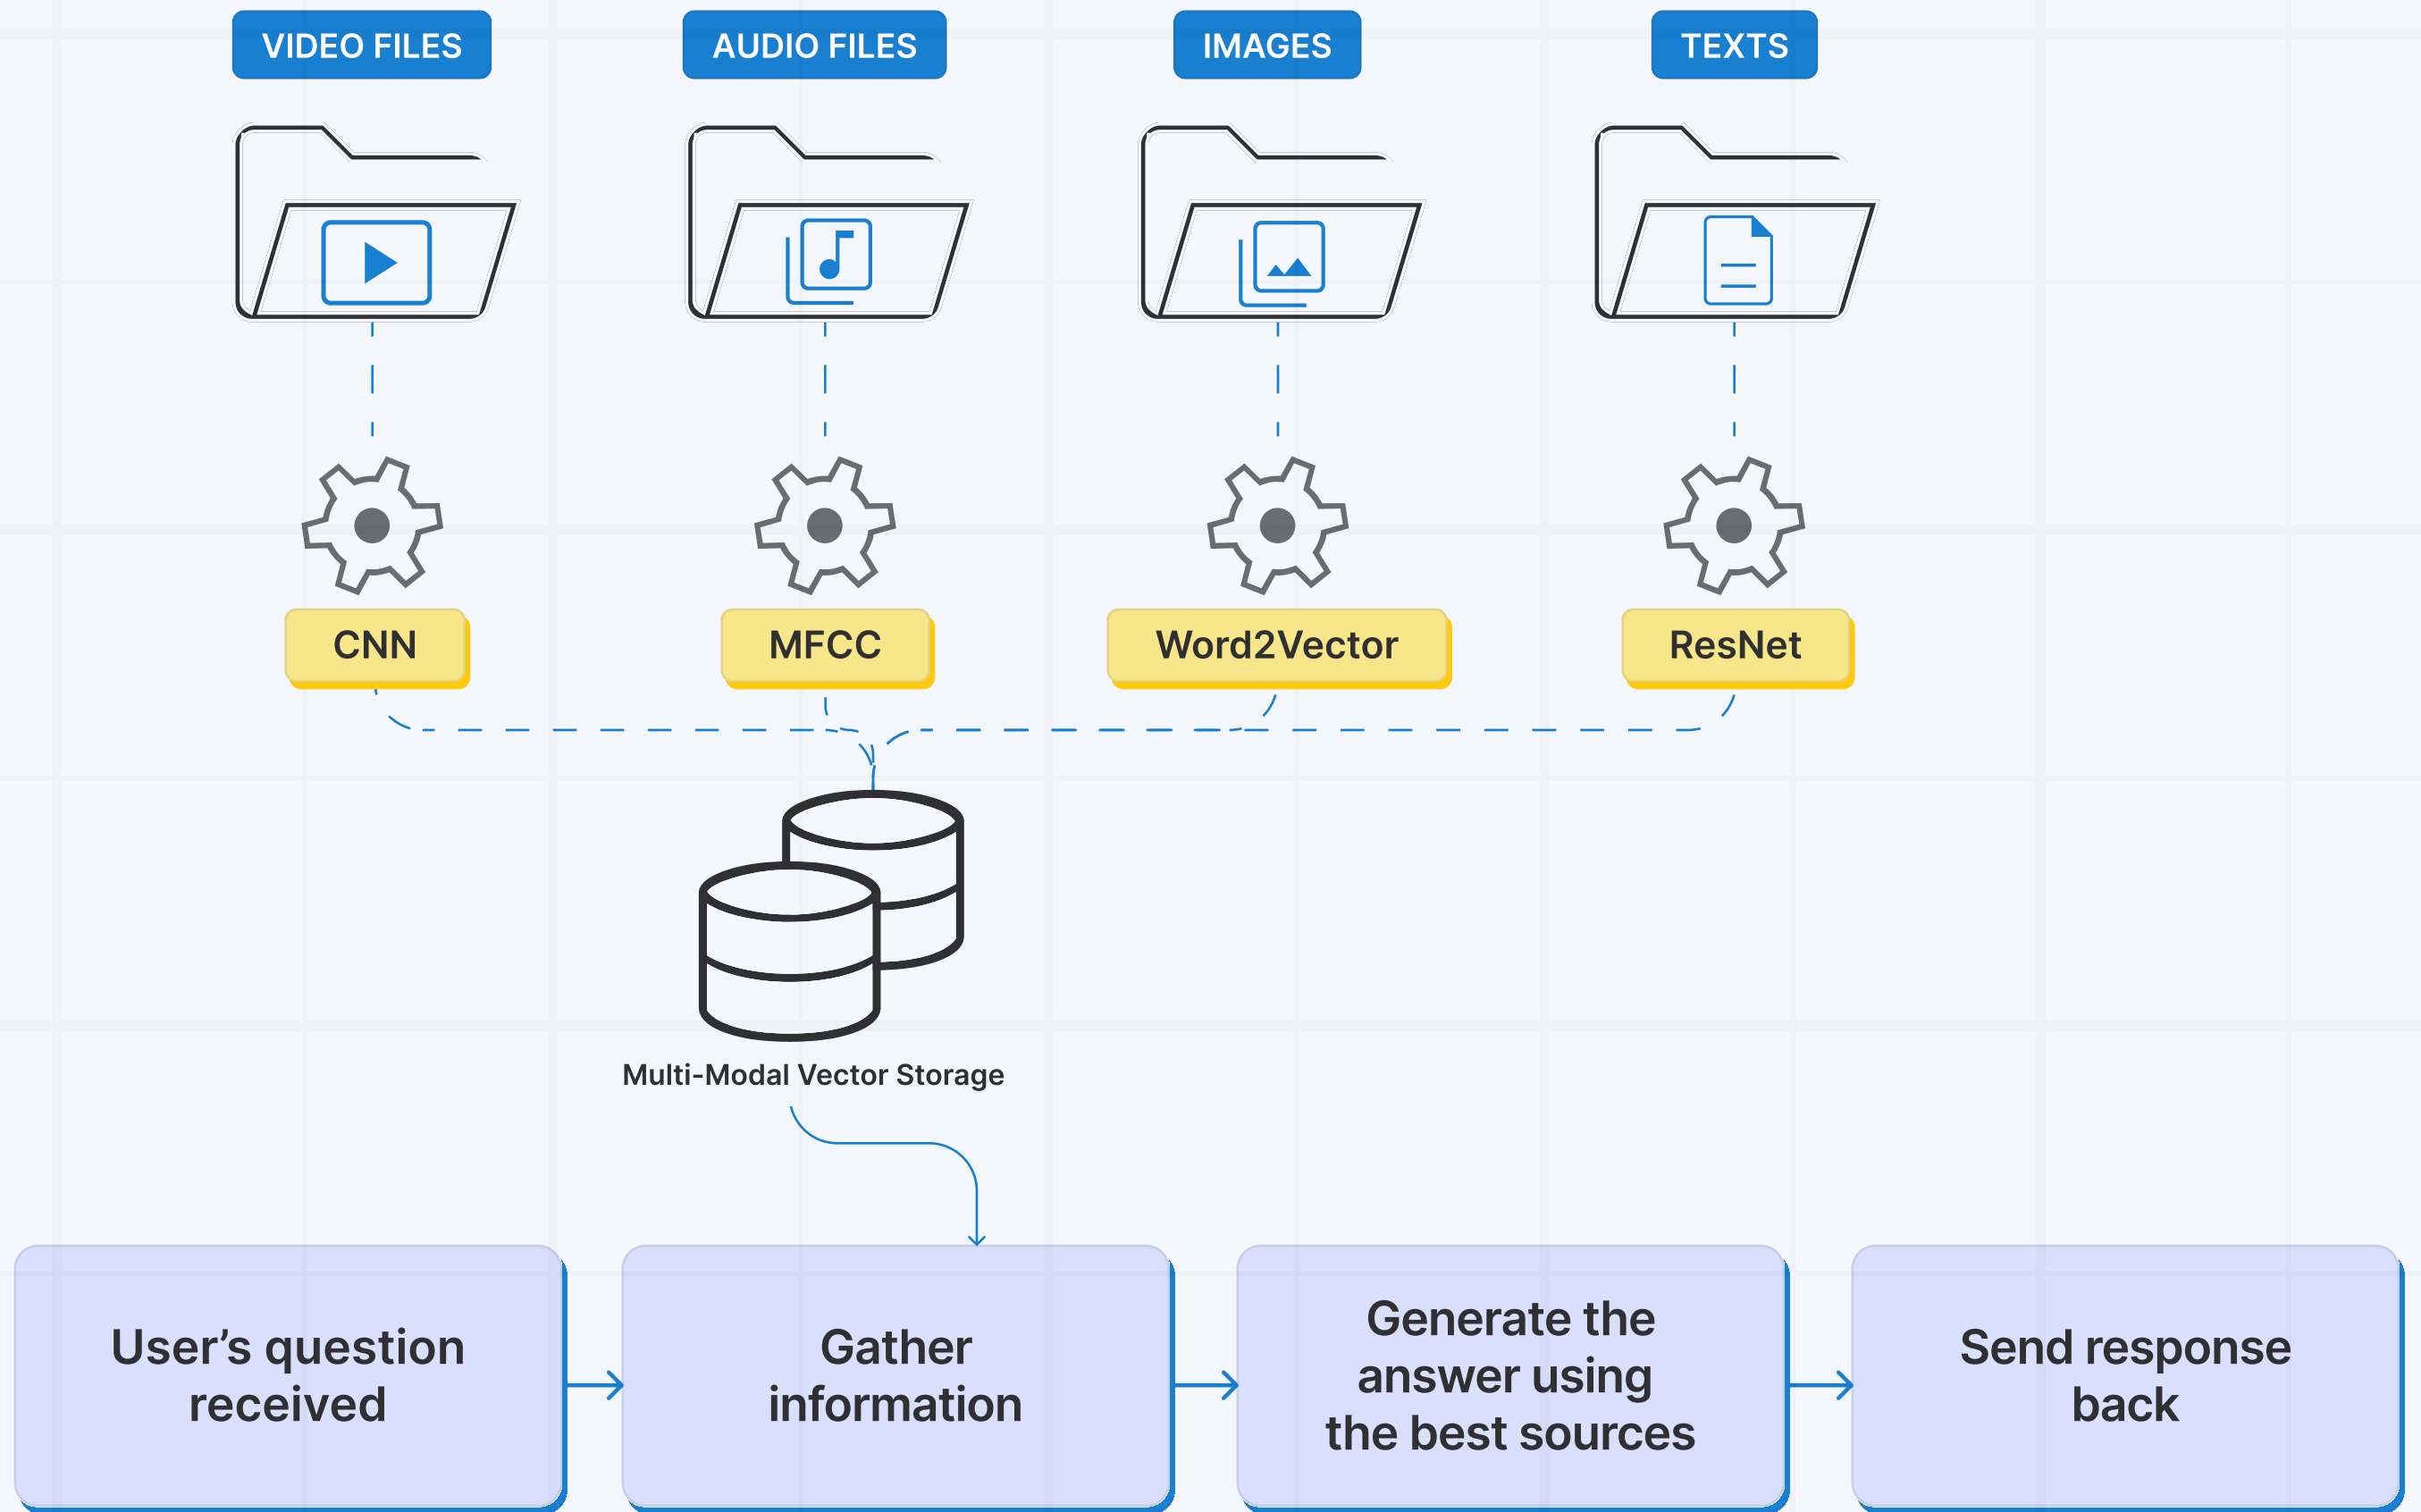 VIDEO FILES
AUDIO FILES
IMAGES
TEXTS
CNN
MFCC
Word2Vector
ResNet
Multi-Modal Vector Storage
User’s question
received
Gather
information
Generate the
answer using
the best sources
Send response
back